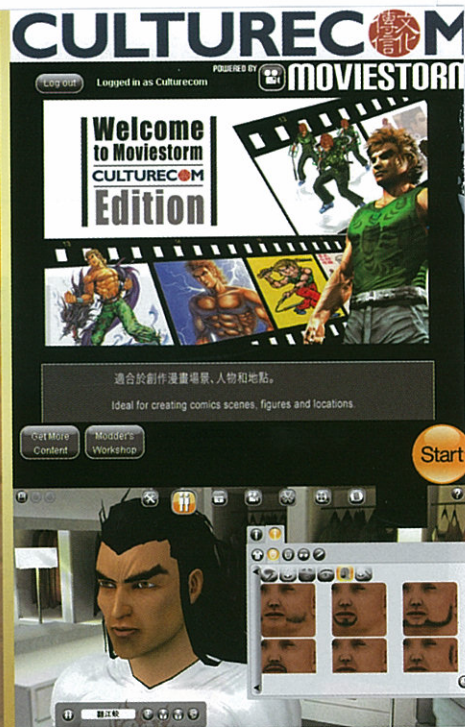 CULTURECOM
傳信
文化
POWERED BY
MOVIESTORM
Log out
Logged in as Culturecom
Welcome
to Moviestorm
CULTURECOM
Edition
適合於創作漫畫場景、人物和地點。
Ideal for creating comics scenes, figures and locations.
Get More
Content
Modder's
Workshop
Start
?